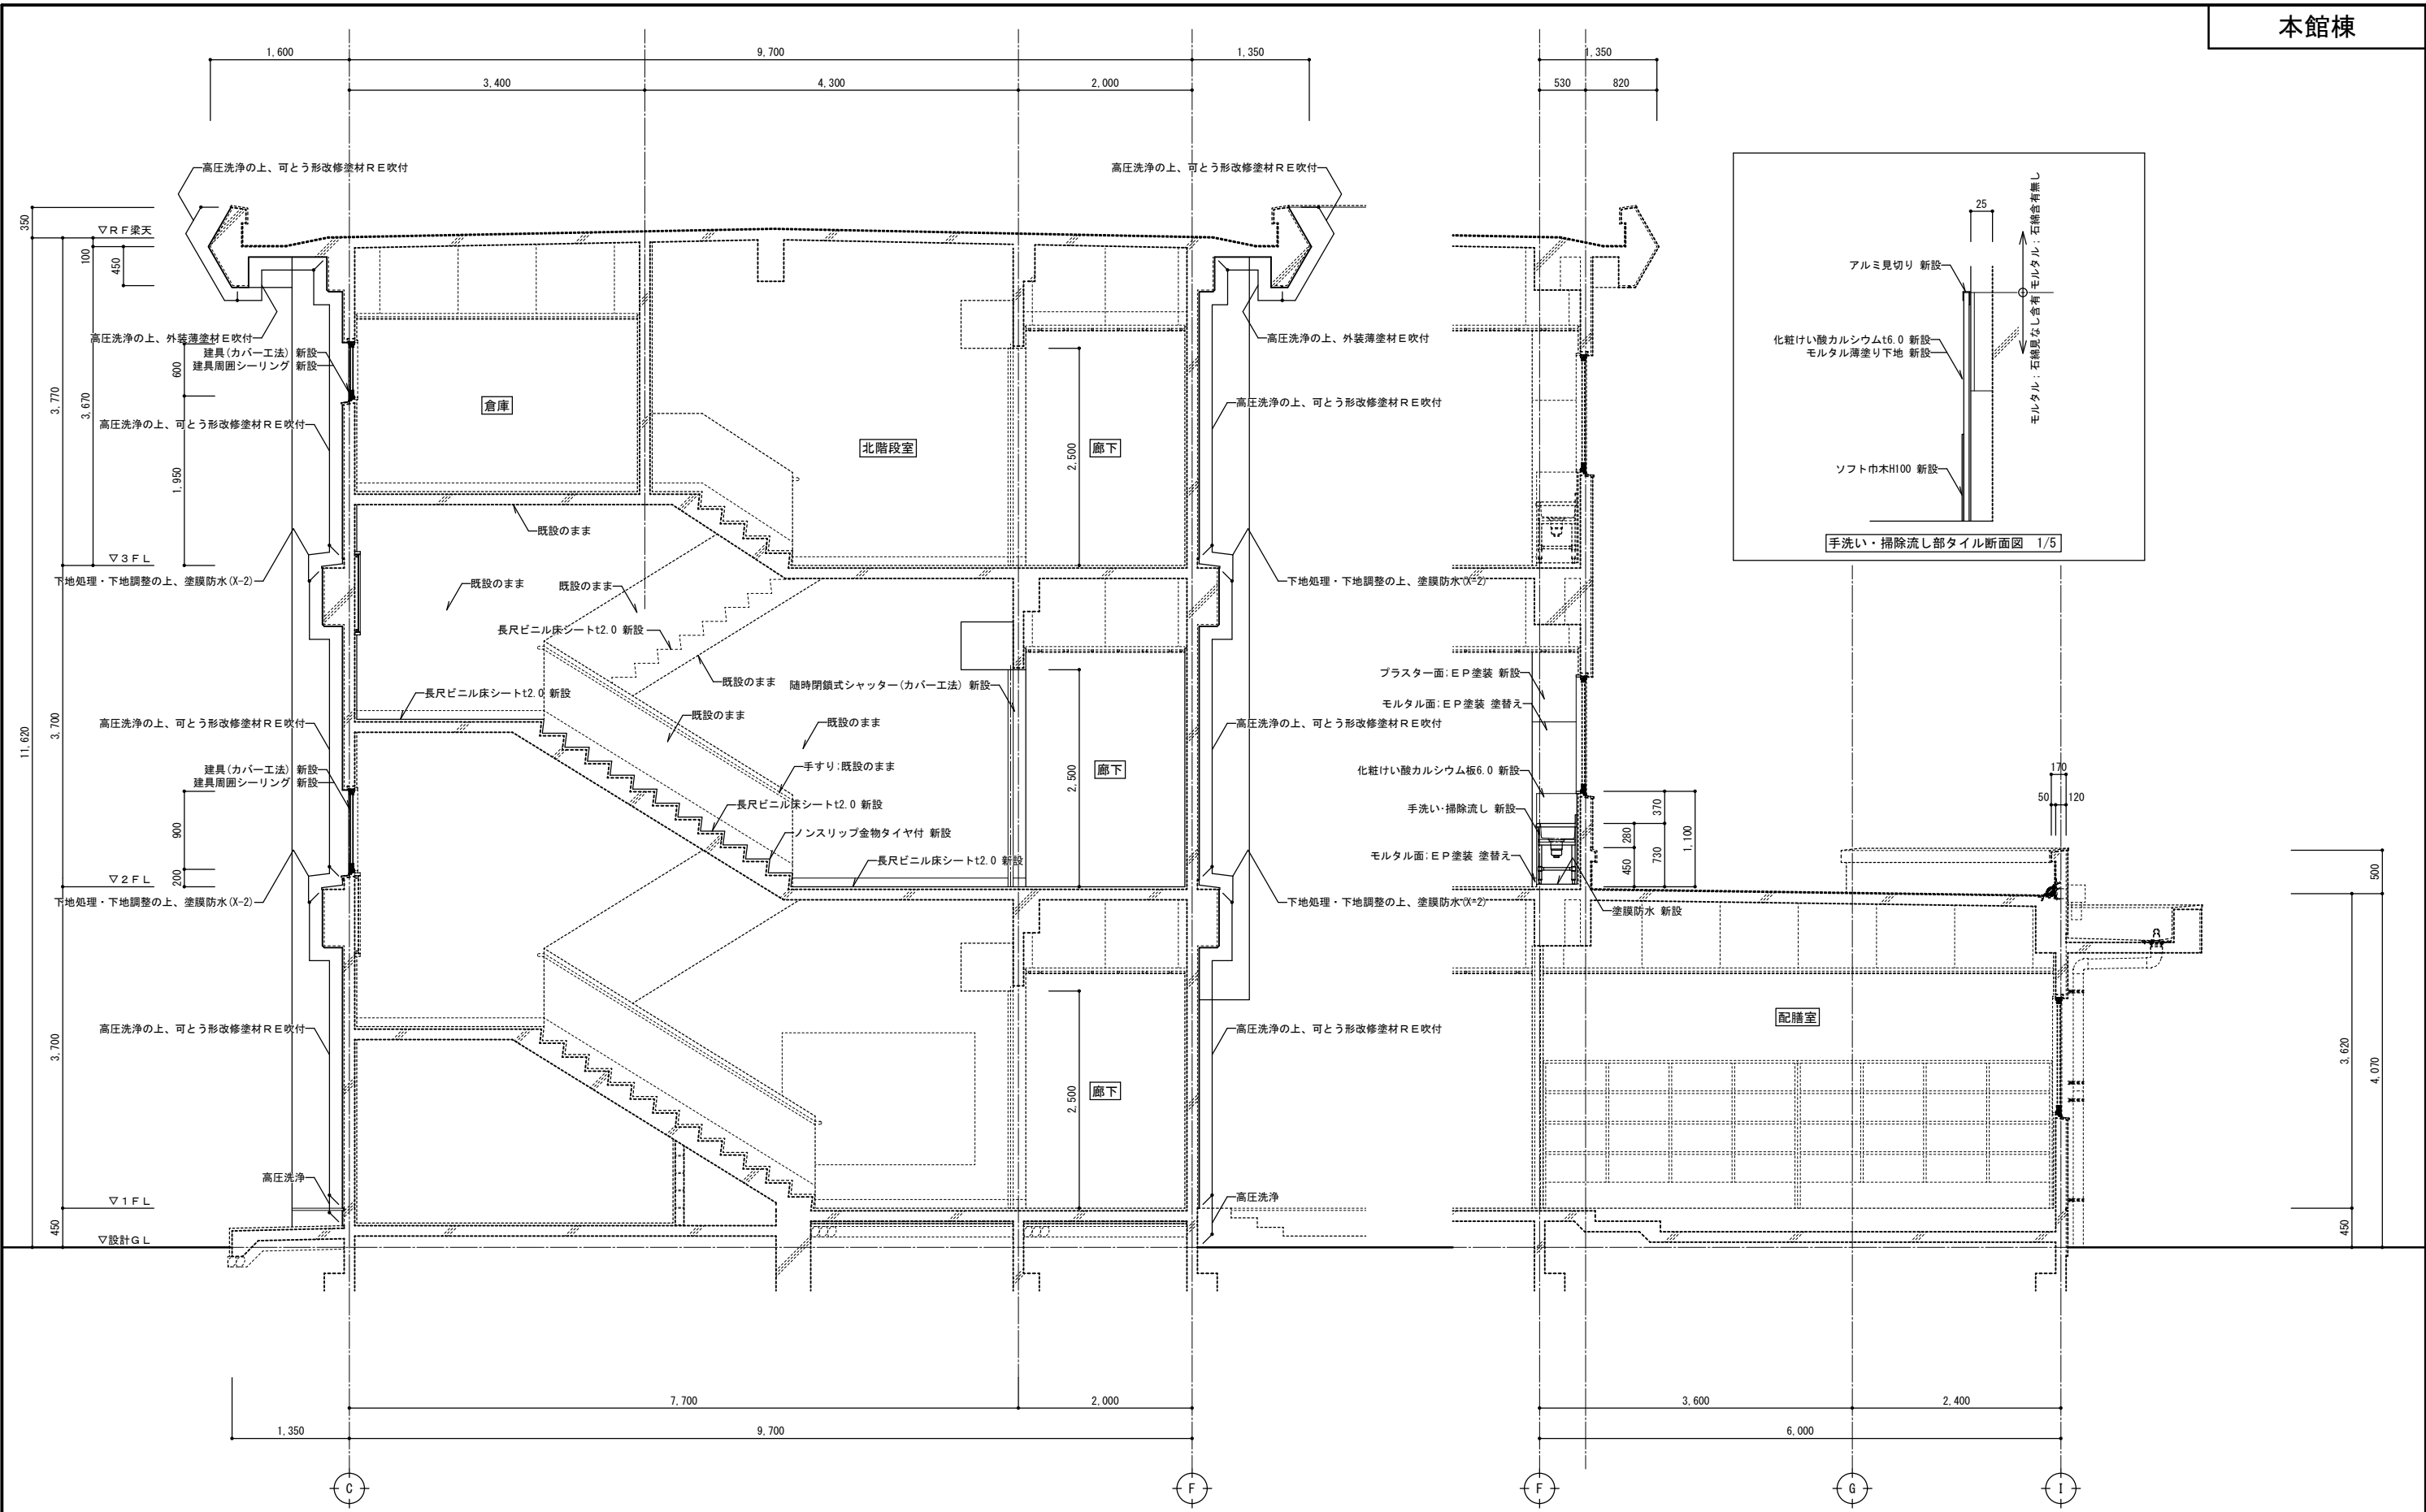 本館棟
1,600
9,700
1,350
1,350
3,400
4,300
2,000
530
820
高圧洗浄の上、可とう形改修塗材RE吹付
高圧洗浄の上、可とう形改修塗材RE吹付
350
▽RF梁天
100
450
高圧洗浄の上、外装薄塗材E吹付
建具(カバー工法) 新設
建具周囲シーリング 新設
高圧洗浄の上、外装薄塗材E吹付
600
3,770
3,670
倉庫
高圧洗浄の上、可とう形改修塗材RE吹付
高圧洗浄の上、可とう形改修塗材RE吹付
北階段室
2,500
廊下
1,950
既設のまま
▽3FL
下地処理・下地調整の上、塗膜防水(X-2)
既設のまま
既設のまま
下地処理・下地調整の上、塗膜防水(X-2)
長尺ビニル床シートt2.0 新設
既設のまま
随時閉鎖式シャッター(カバー工法) 新設
長尺ビニル床シートt2.0 新設
既設のまま
既設のまま
高圧洗浄の上、可とう形改修塗材RE吹付
高圧洗浄の上、可とう形改修塗材RE吹付
3,700
11,620
手すり:既設のまま
2,500
廊下
建具(カバー工法) 新設
建具周囲シーリング 新設
900
200
長尺ビニル床シートt2.0 新設
ノンスリップ金物タイヤ付 新設
長尺ビニル床シートt2.0 新設
▽2FL
下地処理・下地調整の上、塗膜防水(X-2)
下地処理・下地調整の上、塗膜防水(X-2)
高圧洗浄の上、可とう形改修塗材RE吹付
高圧洗浄の上、可とう形改修塗材RE吹付
3,700
2,500
廊下
高圧洗浄
高圧洗浄
▽1FL
450
▽設計GL
25
アルミ見切り 新設
化粧けい酸カルシウムt6.0 新設
モルタル薄塗り下地 新設
モルタル:石綿含有無し
モルタル:石綿見なし含有
ソフト巾木H100 新設
手洗い・掃除流し部タイル断面図 1/5
プラスター面:EP塗装 新設
モルタル面:EP塗装 塗替え
化粧けい酸カルシウム板6.0 新設
手洗い・掃除流し 新設
モルタル面:EP塗装 塗替え
塗膜防水 新設
370
280
730
450
1,100
170
50
120
500
配膳室
3,620
4,070
450
7,700
2,000
3,600
2,400
1,350
9,700
6,000
C
F
F
G
I